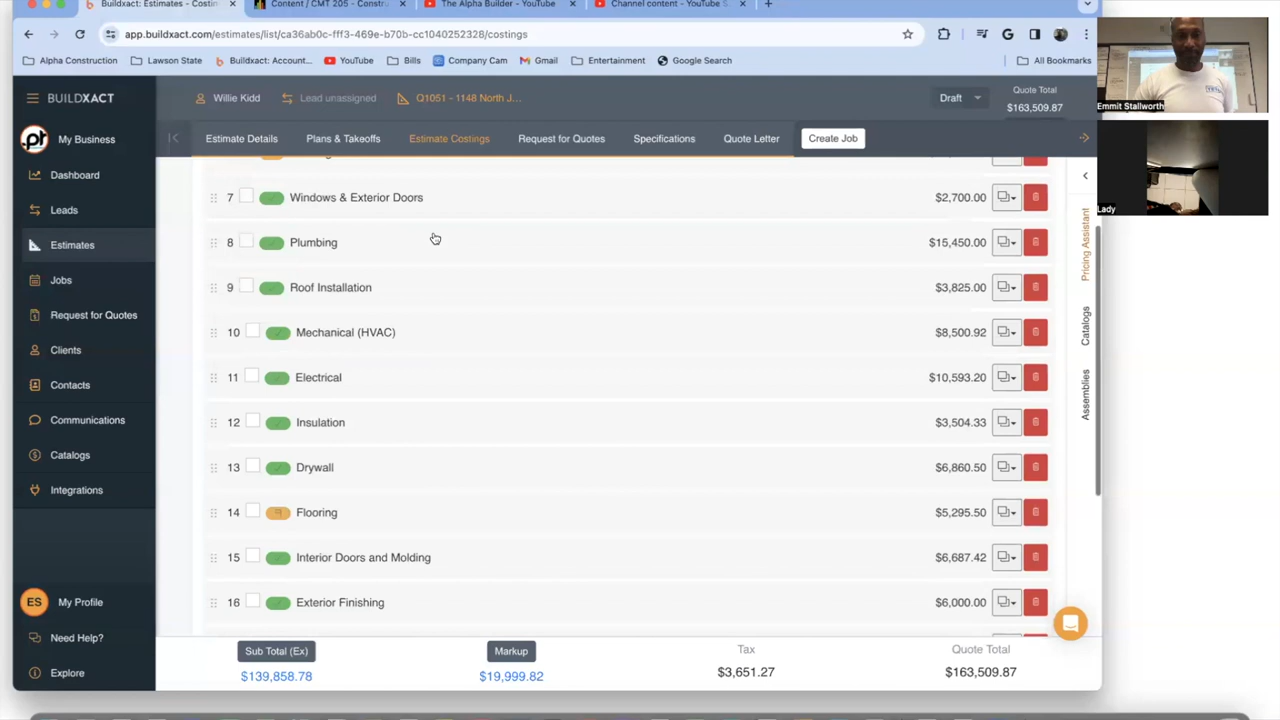 Buildxact: Estimates: Costin
Content / CMT 205 - Constru
The Alpha Builder - YouTube
Channel content - YouTube S
app.buildxact.com/estimates/list/ca36ab0c-fff3-469e-b70b-cc1040252328/costings
Alpha Construction
Lawson State
Buildxact: Account...
YouTube
Bills
Company Cam
Gmail
Entertainment
Google Search
All Bookmarks
BUILDXACT
Willie Kidd
Lead unassigned
Q1051 - 1148 North J...
Draft
Quote Total
$163,509.87
My Business
Estimate Details
Plans & Takeoffs
Estimate Costings
Request for Quotes
Specifications
Quote Letter
Create Job
Dashboard
Leads
Estimates
Jobs
Request for Quotes
Clients
Contacts
Communications
Catalogs
Integrations
ES
My Profile
Need Help?
Explore
7 Windows & Exterior Doors $2,700.00
8 Plumbing $15,450.00
9 Roof Installation $3,825.00
10 Mechanical (HVAC) $8,500.92
11 Electrical $10,593.20
12 Insulation $3,504.33
13 Drywall $6,860.50
14 Flooring $5,295.50
15 Interior Doors and Molding $6,687.42
16 Exterior Finishing $6,000.00
Pricing Assistant
Catalogs
Assemblies
Sub Total (Ex)
$139,858.78
Markup
$19,999.82
Tax
$3,651.27
Quote Total
$163,509.87
Emmit Stallworth
Lady